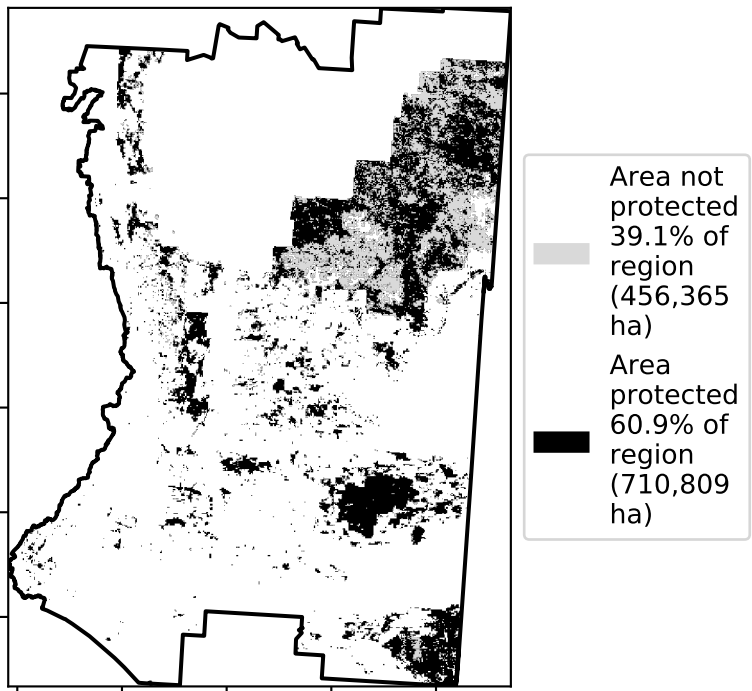 Area not
protected
39.1% of
region
(456,365
ha)
Area
protected
60.9% of
region
(710,809
ha)